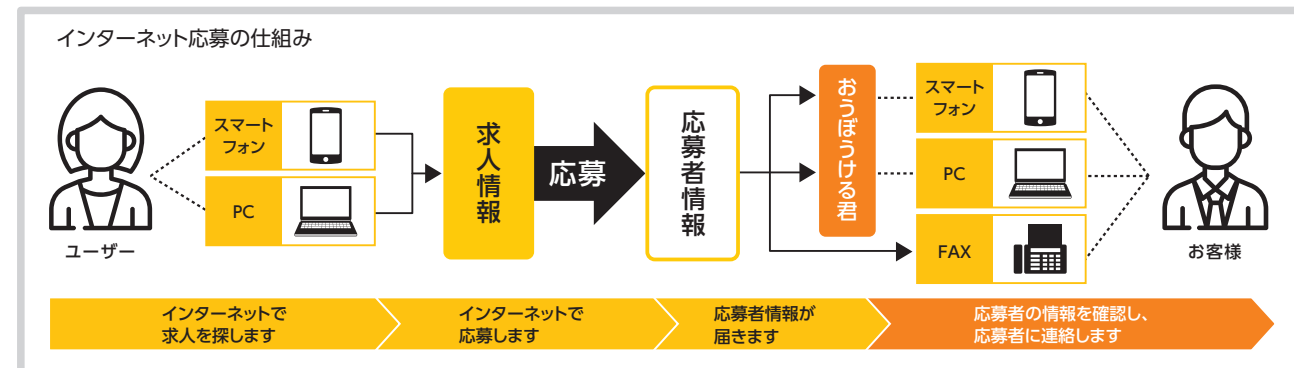 インターネット応募の仕組み
スマート
フォン
PC
ユーザー
求人情報
応募
応募者情報
おうぼうける君
スマート
フォン
PC
FAX
お客様
インターネットで
求人を探します
インターネットで
応募します
応募者情報が
届きます
応募者の情報を確認し、
応募者に連絡します